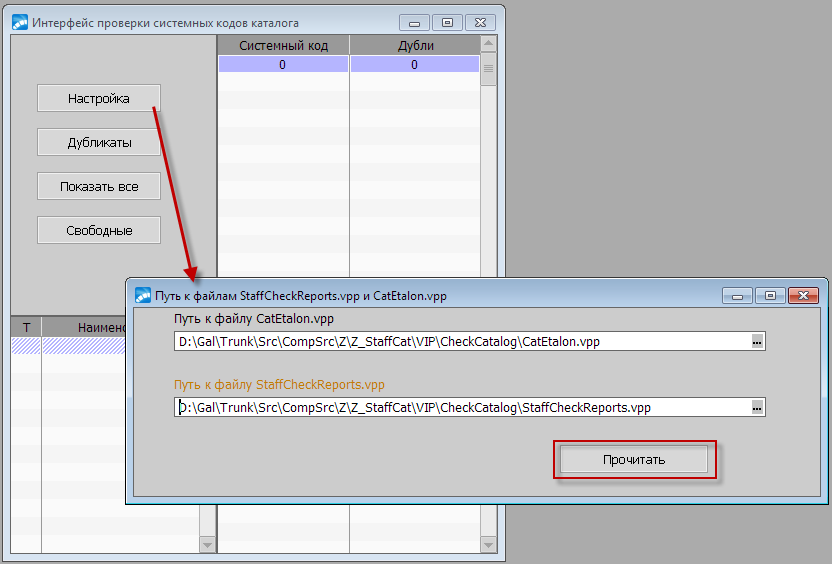 Интерфейс проверки системных кодов каталога
Системный код Дубли
0 0
Настройка
Дубликаты
Показать все
Свободные
Т Наименс
Путь к файлам StaffCheckReports.vpp и CatEtalon.vpp
Путь к файлу CatEtalon.vpp
D:\Gal\Trunk\Src\CompSrc\Z\Z_StaffCat\VIP\CheckCatalog\CatEtalon.vpp
...
Путь к файлу StaffCheckReports.vpp
D:\Gal\Trunk\Src\CompSrc\Z\Z_StaffCat\VIP\CheckCatalog\StaffCheckReports.vpp
...
Прочитать